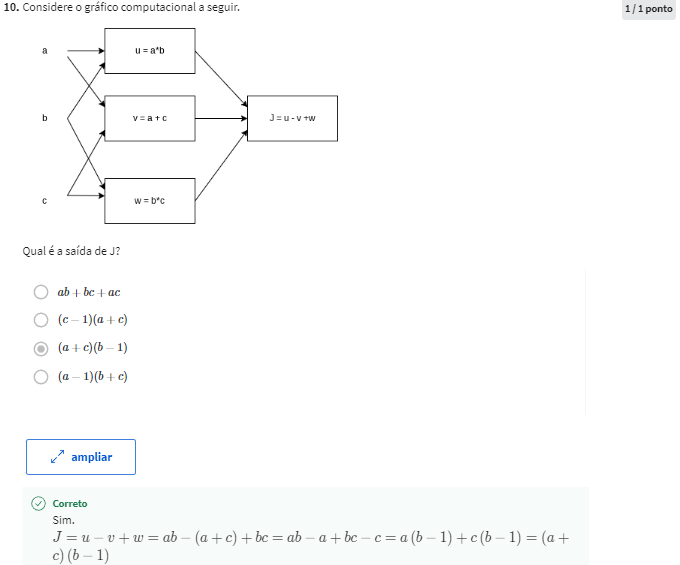 10. Considere o gráfico computacional a seguir.
1 / 1 ponto
a
u = a*b
b
v = a + c
J = u - v +w
c
w = b*c
Qual é a saída de J?
ab + bc + ac
(c − 1)(a + c)
(a + c)(b − 1)
(a − 1)(b + c)
ampliar
Correto
Sim.
J = u − v + w = ab − (a + c) + bc = ab − a + bc − c = a (b − 1) + c (b − 1) = (a +
c) (b − 1)